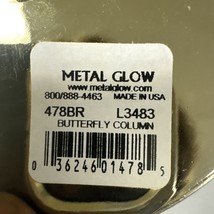 METAL GLOW
www.metalglow.com
800/888-4463 MADE IN USA
478BR L3483
BUTTERFLY COLUMN
0 36246 01478 5